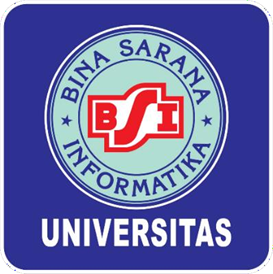 BINA SARANA
BSI
INFORMATIKA
UNIVERSITAS